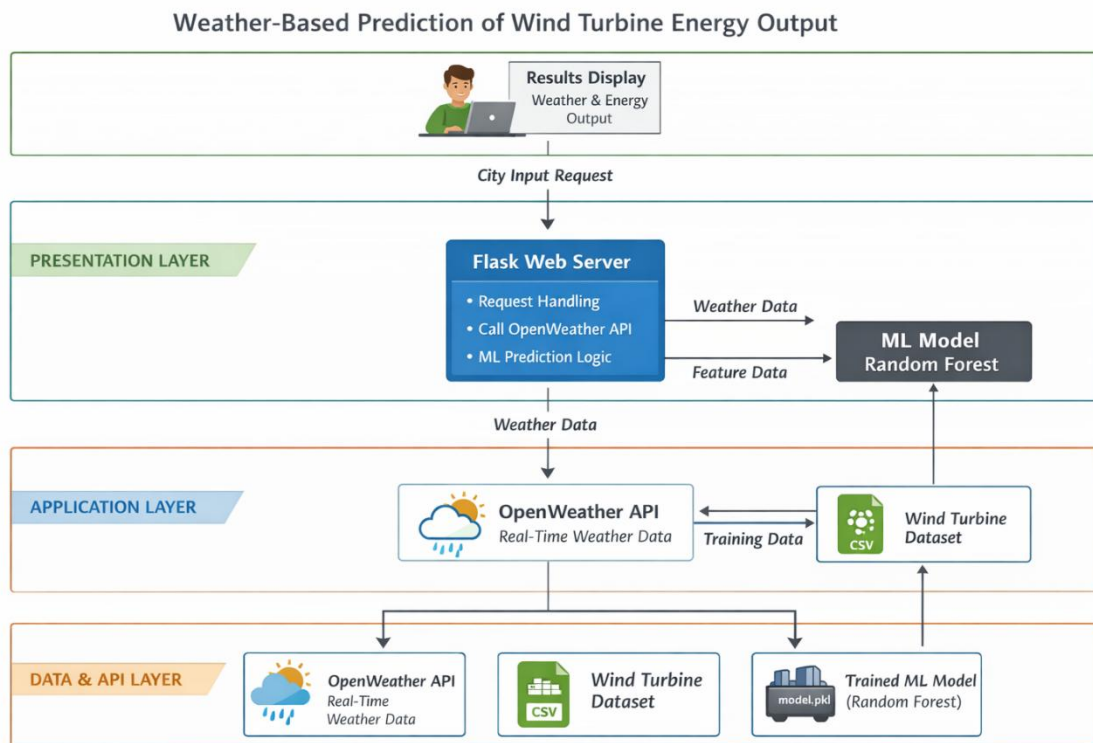 Weather-Based Prediction of Wind Turbine Energy Output
Results Display
Weather & Energy
Output
City Input Request
PRESENTATION LAYER
Flask Web Server
• Request Handling
• Call OpenWeather API
• ML Prediction Logic
Weather Data
Feature Data
ML Model
Random Forest
Weather Data
APPLICATION LAYER
OpenWeather API
Real-Time Weather Data
Training Data
CSV
Wind Turbine
Dataset
DATA & API LAYER
OpenWeather API
Real-Time
Weather Data
CSV
Wind Turbine
Dataset
model.pkl
Trained ML Model
(Random Forest)